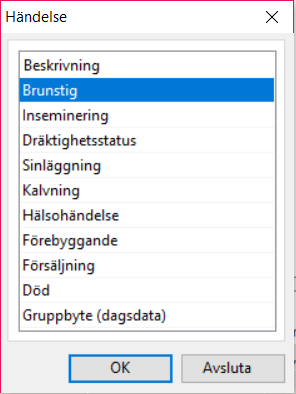 Händelse
Beskrivning
Brunstig
Inseminering
Dräktighetsstatus
Sinläggning
Kalvning
Hälsohändelse
Förebyggande
Försäljning
Död
Gruppbyte (dagsdata)
OK
Avsluta